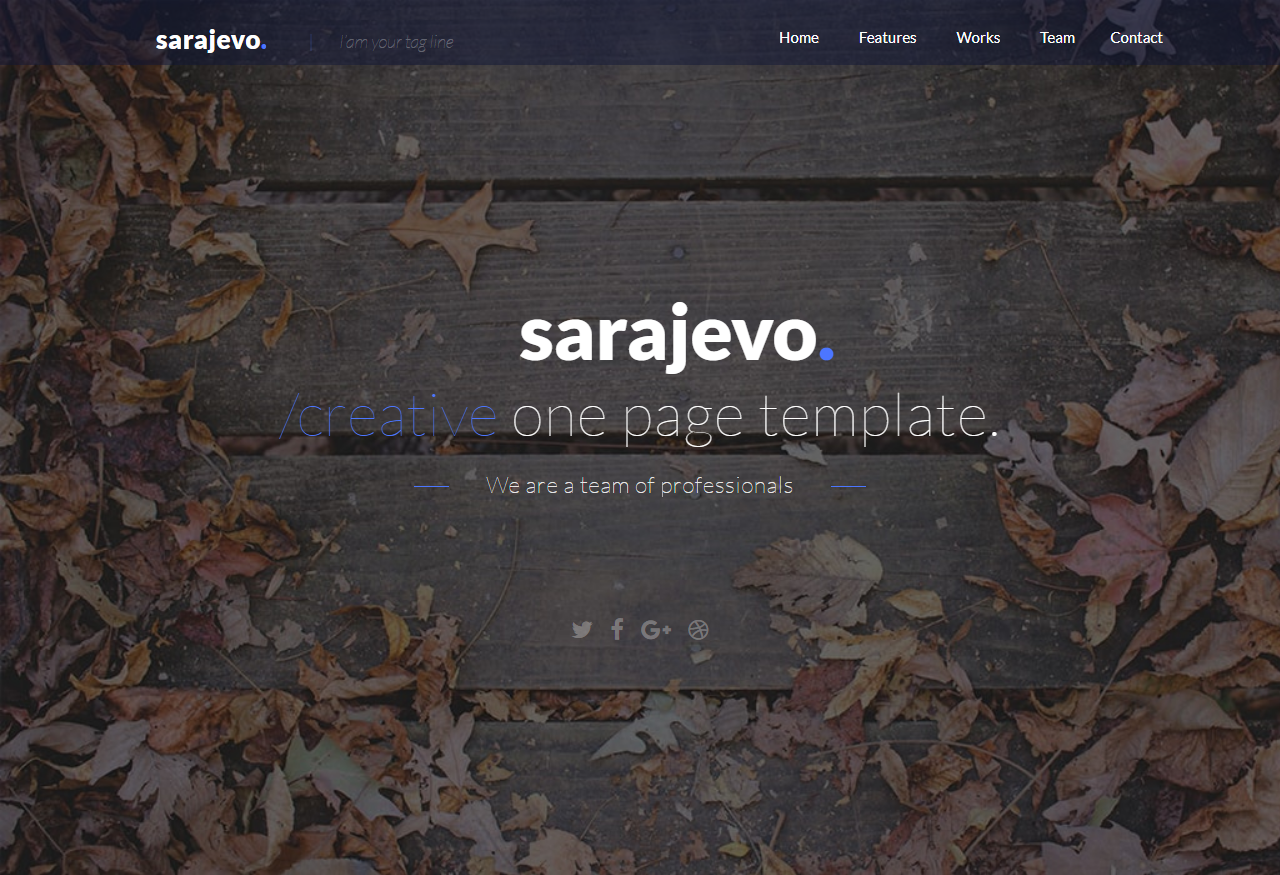 sarajevo. | I'am your tag line
Home Features Works Team Contact
sarajevo.
/creative one page template.
We are a team of professionals